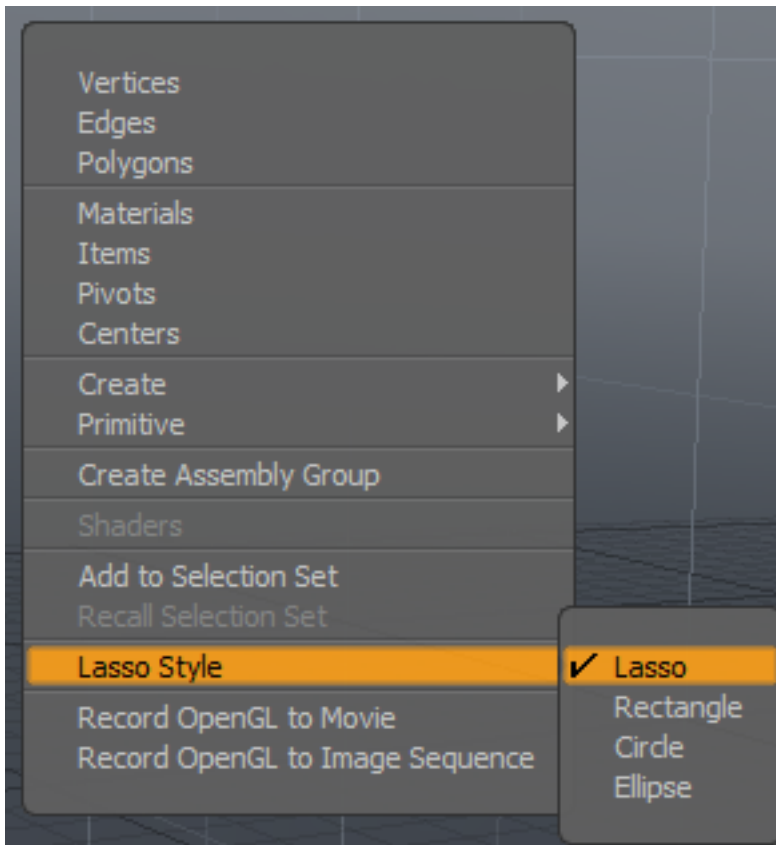 Vertices
Edges
Polygons
Materials
Items
Pivots
Centers
Create
Primitive
Create Assembly Group
Shaders
Add to Selection Set
Recall Selection Set
Lasso Style
Record OpenGL to Movie
Record OpenGL to Image Sequence
Lasso
Rectangle
Circle
Ellipse